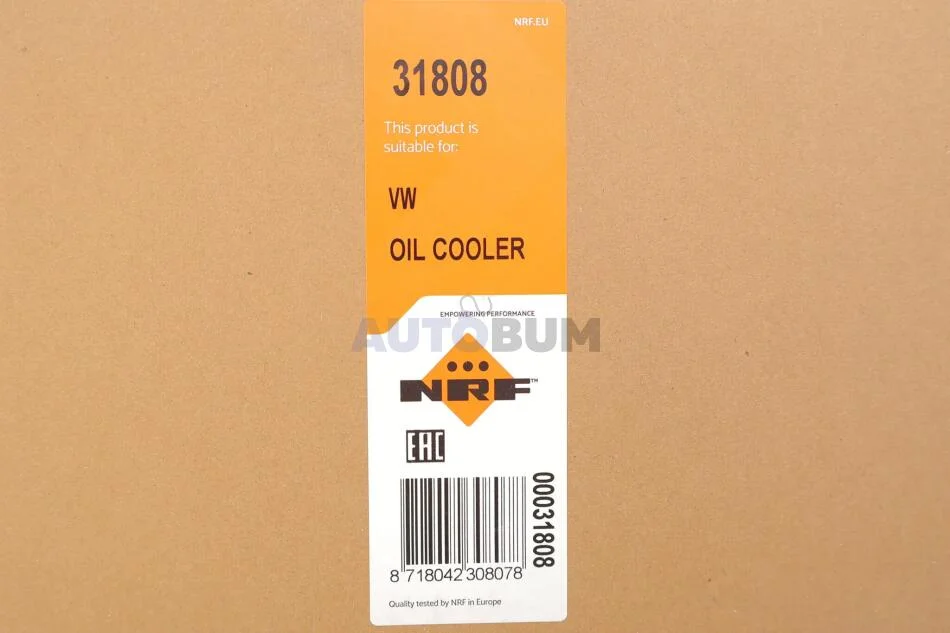 NRF.EU
31808
This product is
suitable for:
VW
OIL COOLER
EMPOWERING PERFORMANCE
AUTOBUM
NRF™
EAC
00031808
8 718042 308078
Quality tested by NRF in Europe